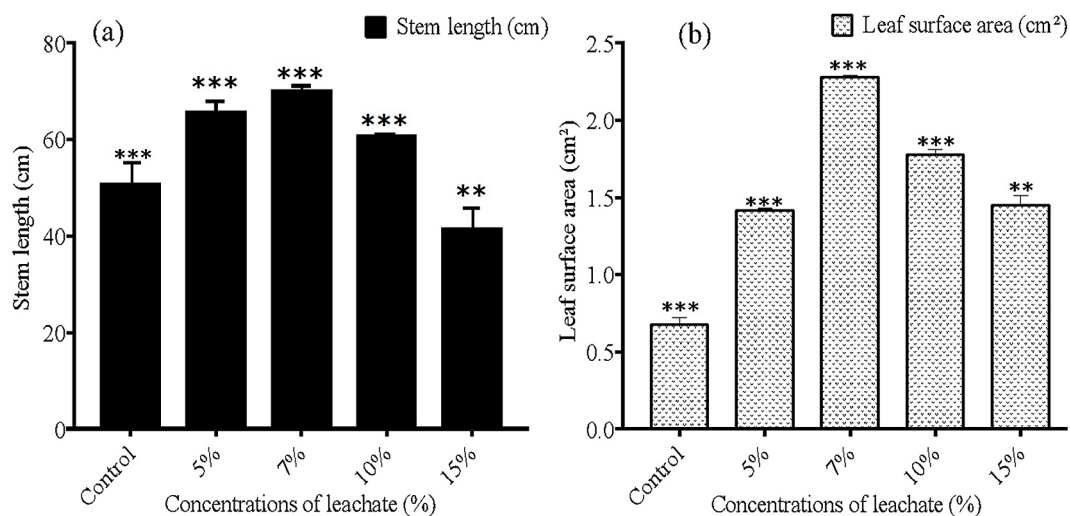 (a)
Stem length (cm)
80
60
40
20
0
Stem length (cm)
***
***
***
***
**
Control
5%
7%
10%
15%
Concentrations of leachate (%)
(b)
Leaf surface area (cm²)
2.5
2.0
1.5
1.0
0.5
0.0
Leaf surface area (cm²)
***
***
***
***
**
Control
5%
7%
10%
15%
Concentrations of leachate (%)